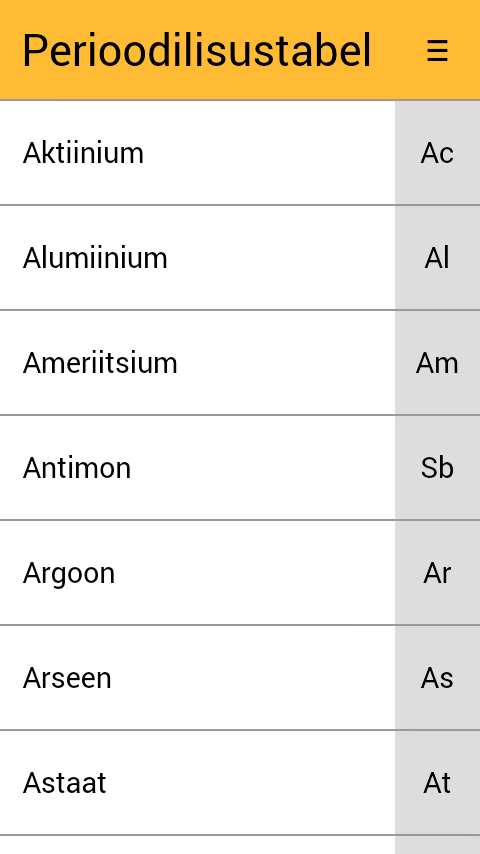 Perioodilisustabel ☰
Aktiinium Ac
Alumiinium Al
Ameriitsium Am
Antimon Sb
Argoon Ar
Arseen As
Astaat At